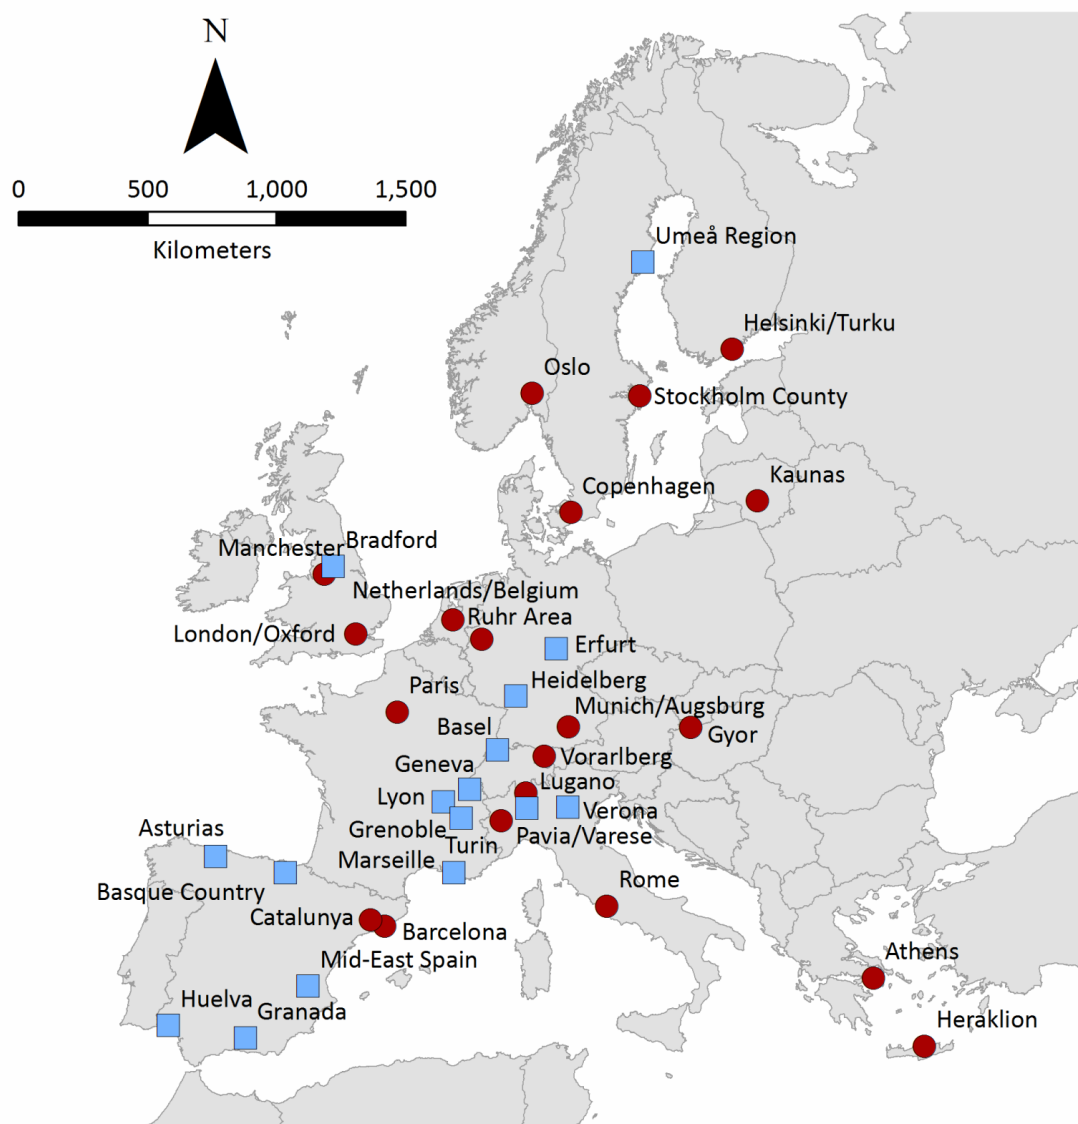 N
0 500 1,000 1,500
Kilometers
Umeå Region
Helsinki/Turku
Oslo
Stockholm County
Kaunas
Copenhagen
Manchester
Bradford
Netherlands/Belgium
Ruhr Area
London/Oxford
Erfurt
Heidelberg
Paris
Munich/Augsburg
Basel
Gyor
Vorarlberg
Geneva
Lugano
Lyon
Verona
Grenoble
Turin
Pavia/Varese
Asturias
Marseille
Rome
Basque Country
Catalunya
Barcelona
Mid-East Spain
Athens
Huelva
Granada
Heraklion